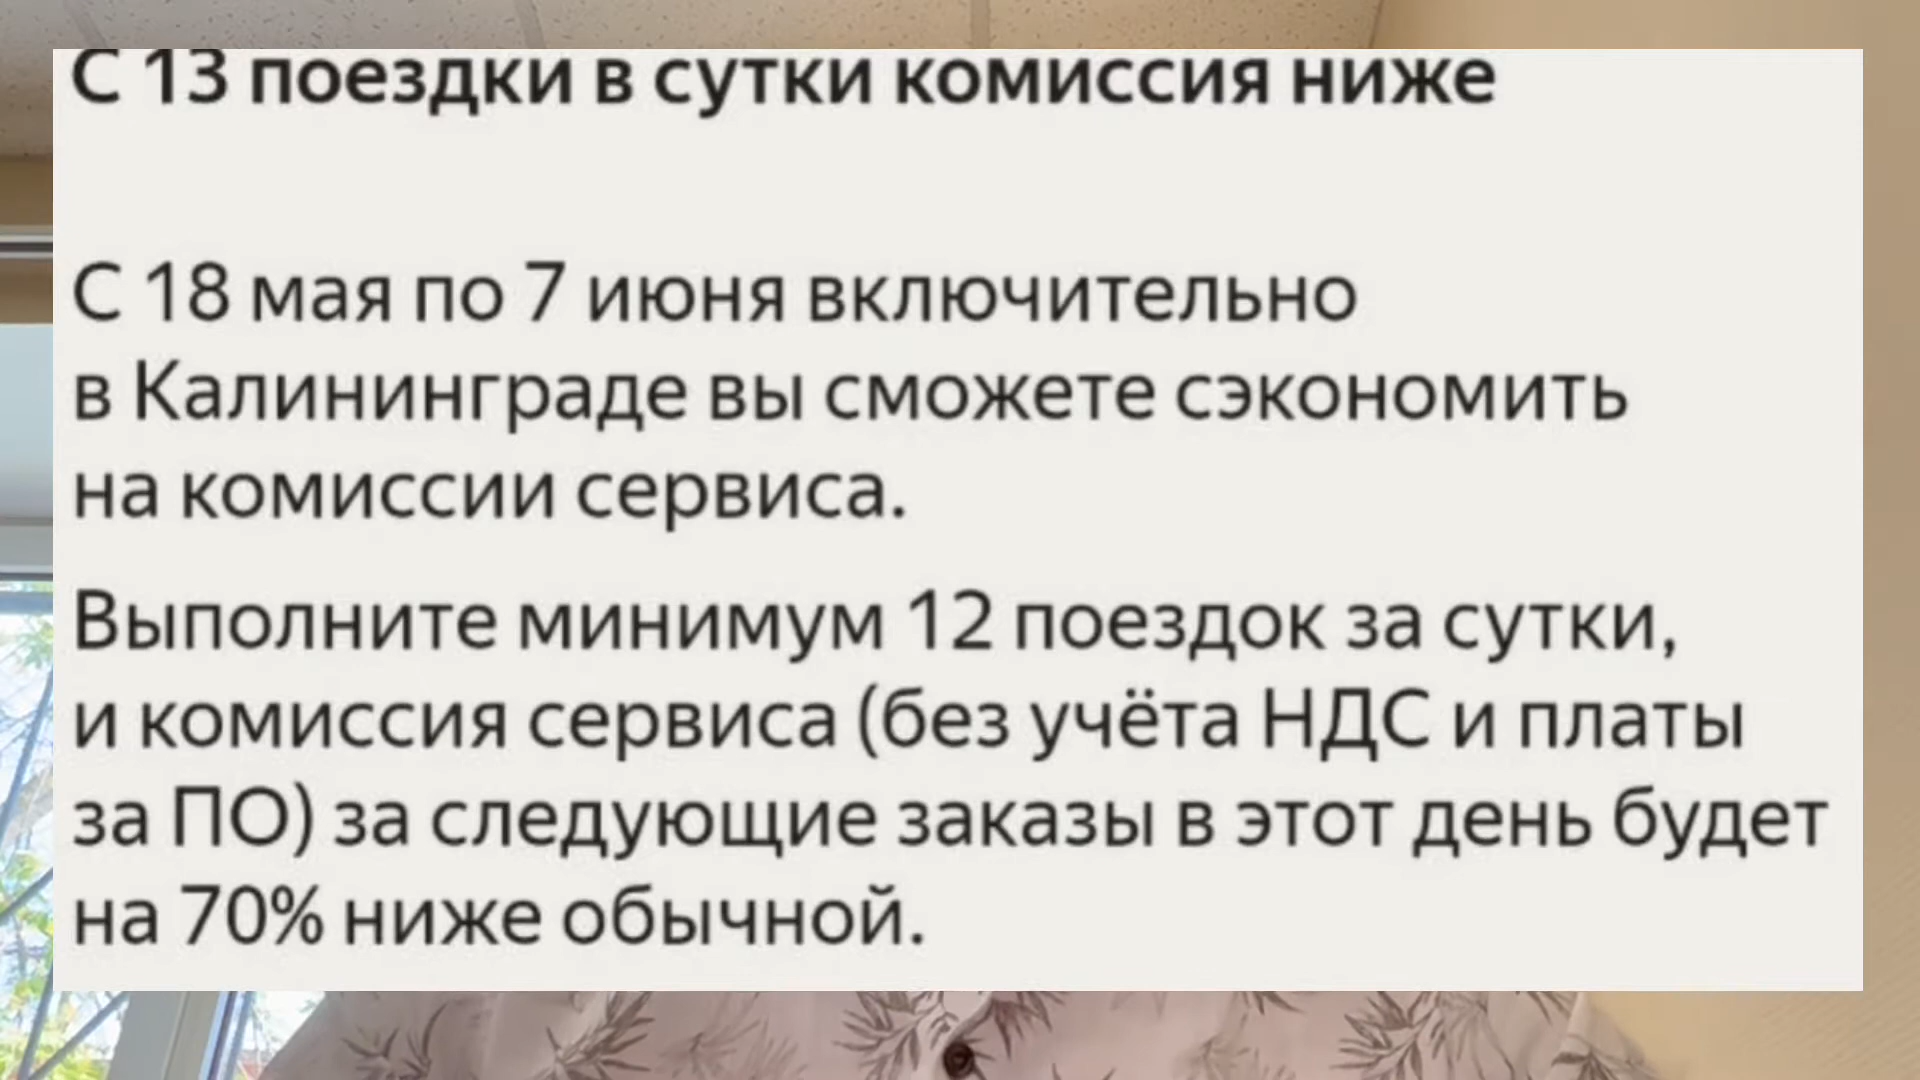 С 13 поездки в сутки комиссия ниже
С 18 мая по 7 июня включительно
в Калининграде вы сможете сэкономить
на комиссии сервиса.
Выполните минимум 12 поездок за сутки,
и комиссия сервиса (без учёта НДС и платы
за ПО) за следующие заказы в этот день будет
на 70% ниже обычной.